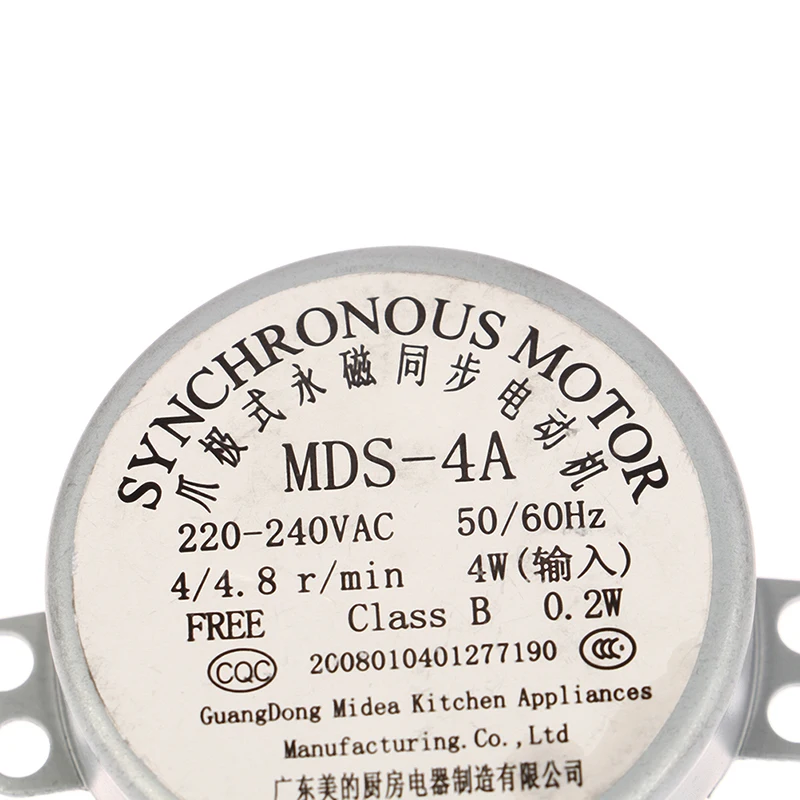 SYNCHRONOUS MOTOR
爪极式永磁同步电动机
MDS-4A
220-240VAC 50/60Hz
4/4.8 r/min 4W(输入)
FREE Class B 0.2W
CQC 2008010401277190 CCC
GuangDong Midea Kitchen Appliances
Manufacturing.Co.,Ltd
广东美的厨房电器制造有限公司